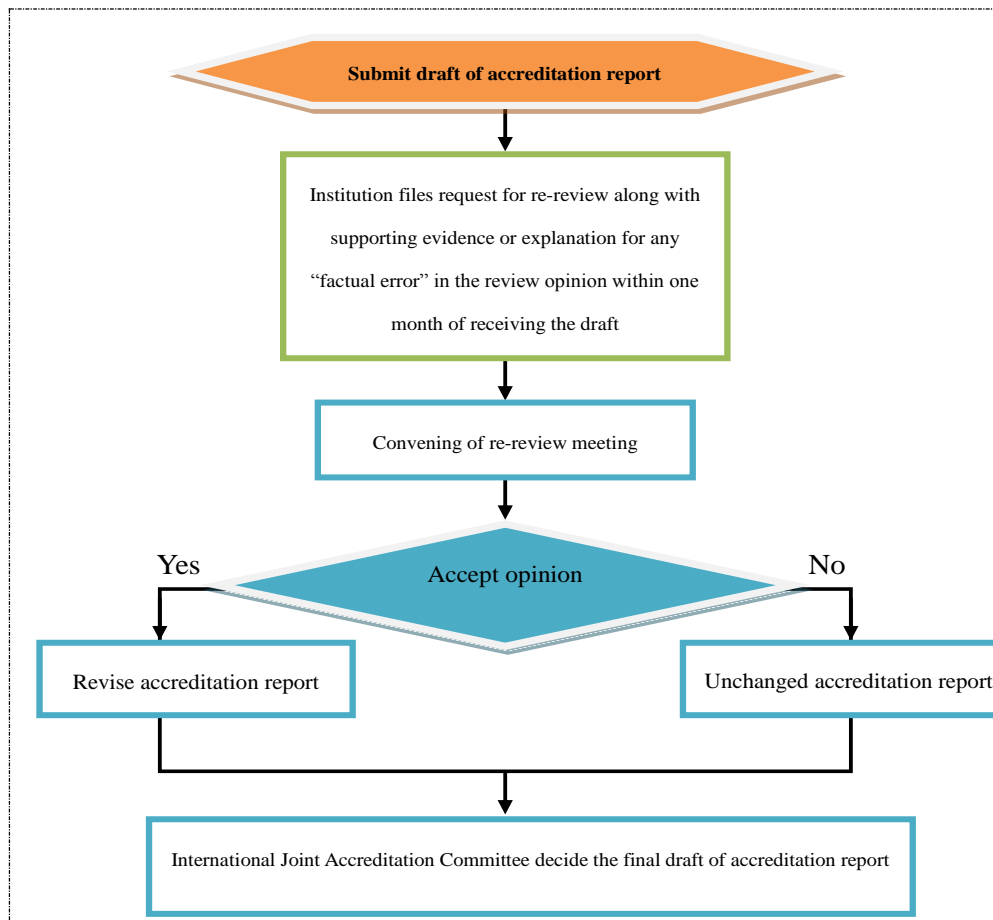 Submit draft of accreditation report
Institution files request for re-review along with
supporting evidence or explanation for any
“factual error” in the review opinion within one
month of receiving the draft
Convening of re-review meeting
Yes
Accept opinion
No
Revise accreditation report
Unchanged accreditation report
International Joint Accreditation Committee decide the final draft of accreditation report